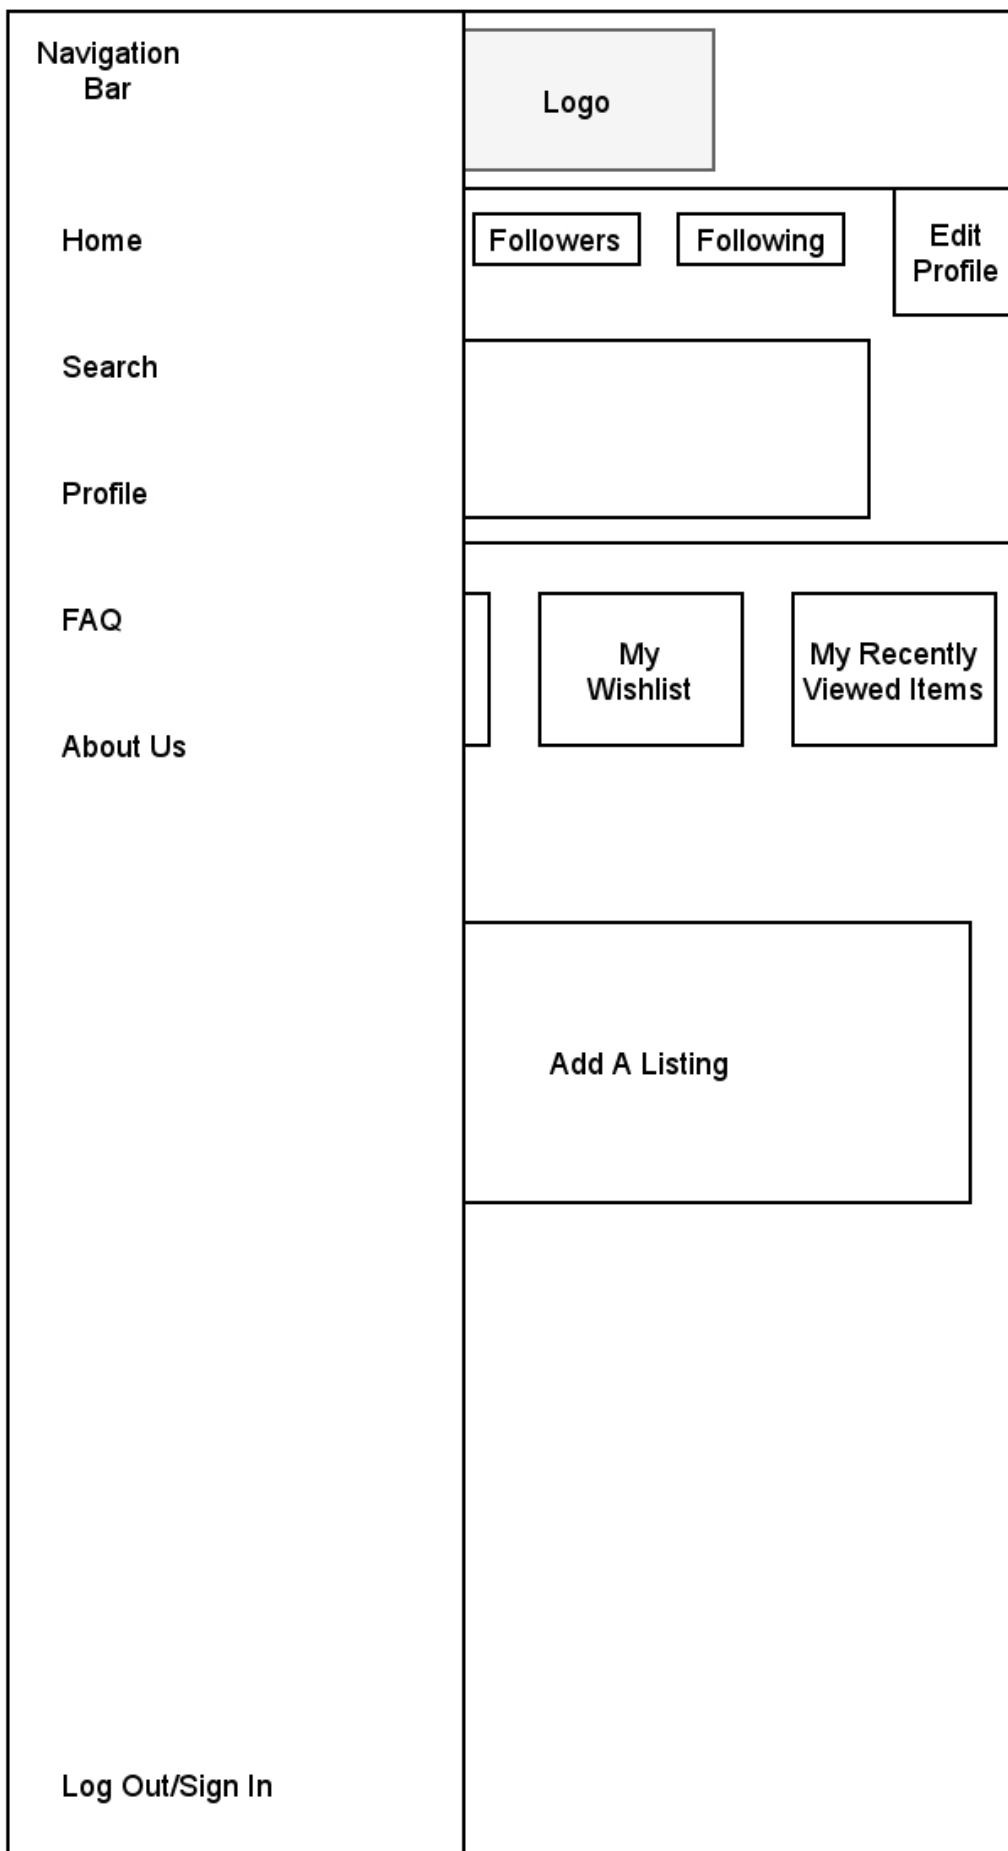 Navigation
Bar
Logo
Home
Followers
Following
Edit
Profile
Search
Profile
FAQ
My
Wishlist
My Recently
Viewed Items
About Us
Add A Listing
Log Out/Sign In